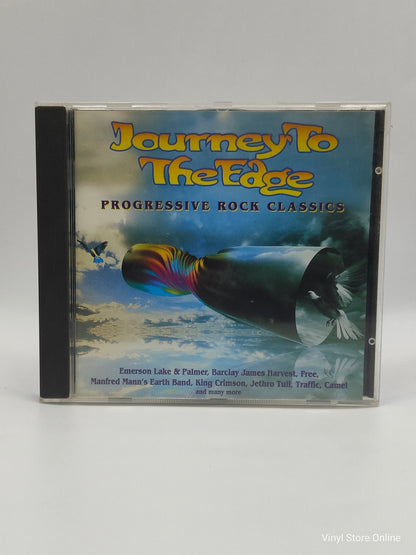 Journey To
The Edge
PROGRESSIVE ROCK CLASSICS
Emerson Lake & Palmer, Barclay James Harvest, Free,
Manfred Mann's Earth Band, King Crimson, Jethro Tull, Traffic, Camel
and many more
Vinyl Store Online